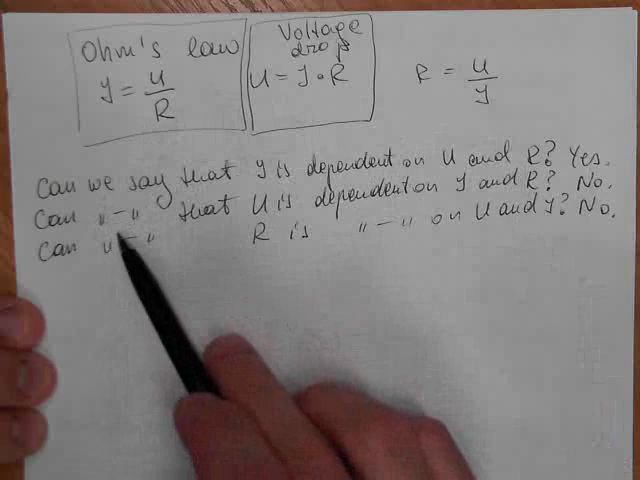 Ohm's law
I = U / R
Voltage
drops
U = I • R
R = U / I
Can we say that I is dependent on U and R? Yes.
Can "-" that U is dependent on I and R? No.
Can "-" R is "-" on U and I? No.